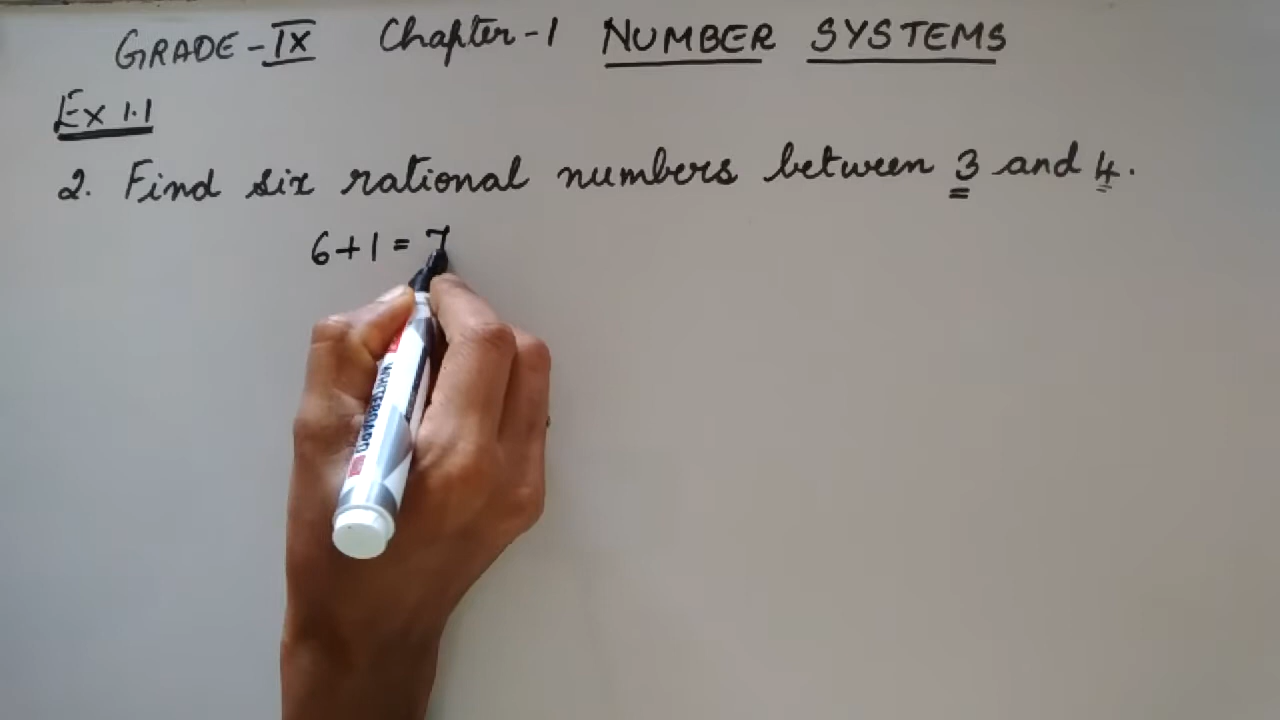 GRADE-IX Chapter-1 NUMBER SYSTEMS
Ex 1.1
2. Find six rational numbers between 3 and 4.
6+1 = 7
WHITEBOARD